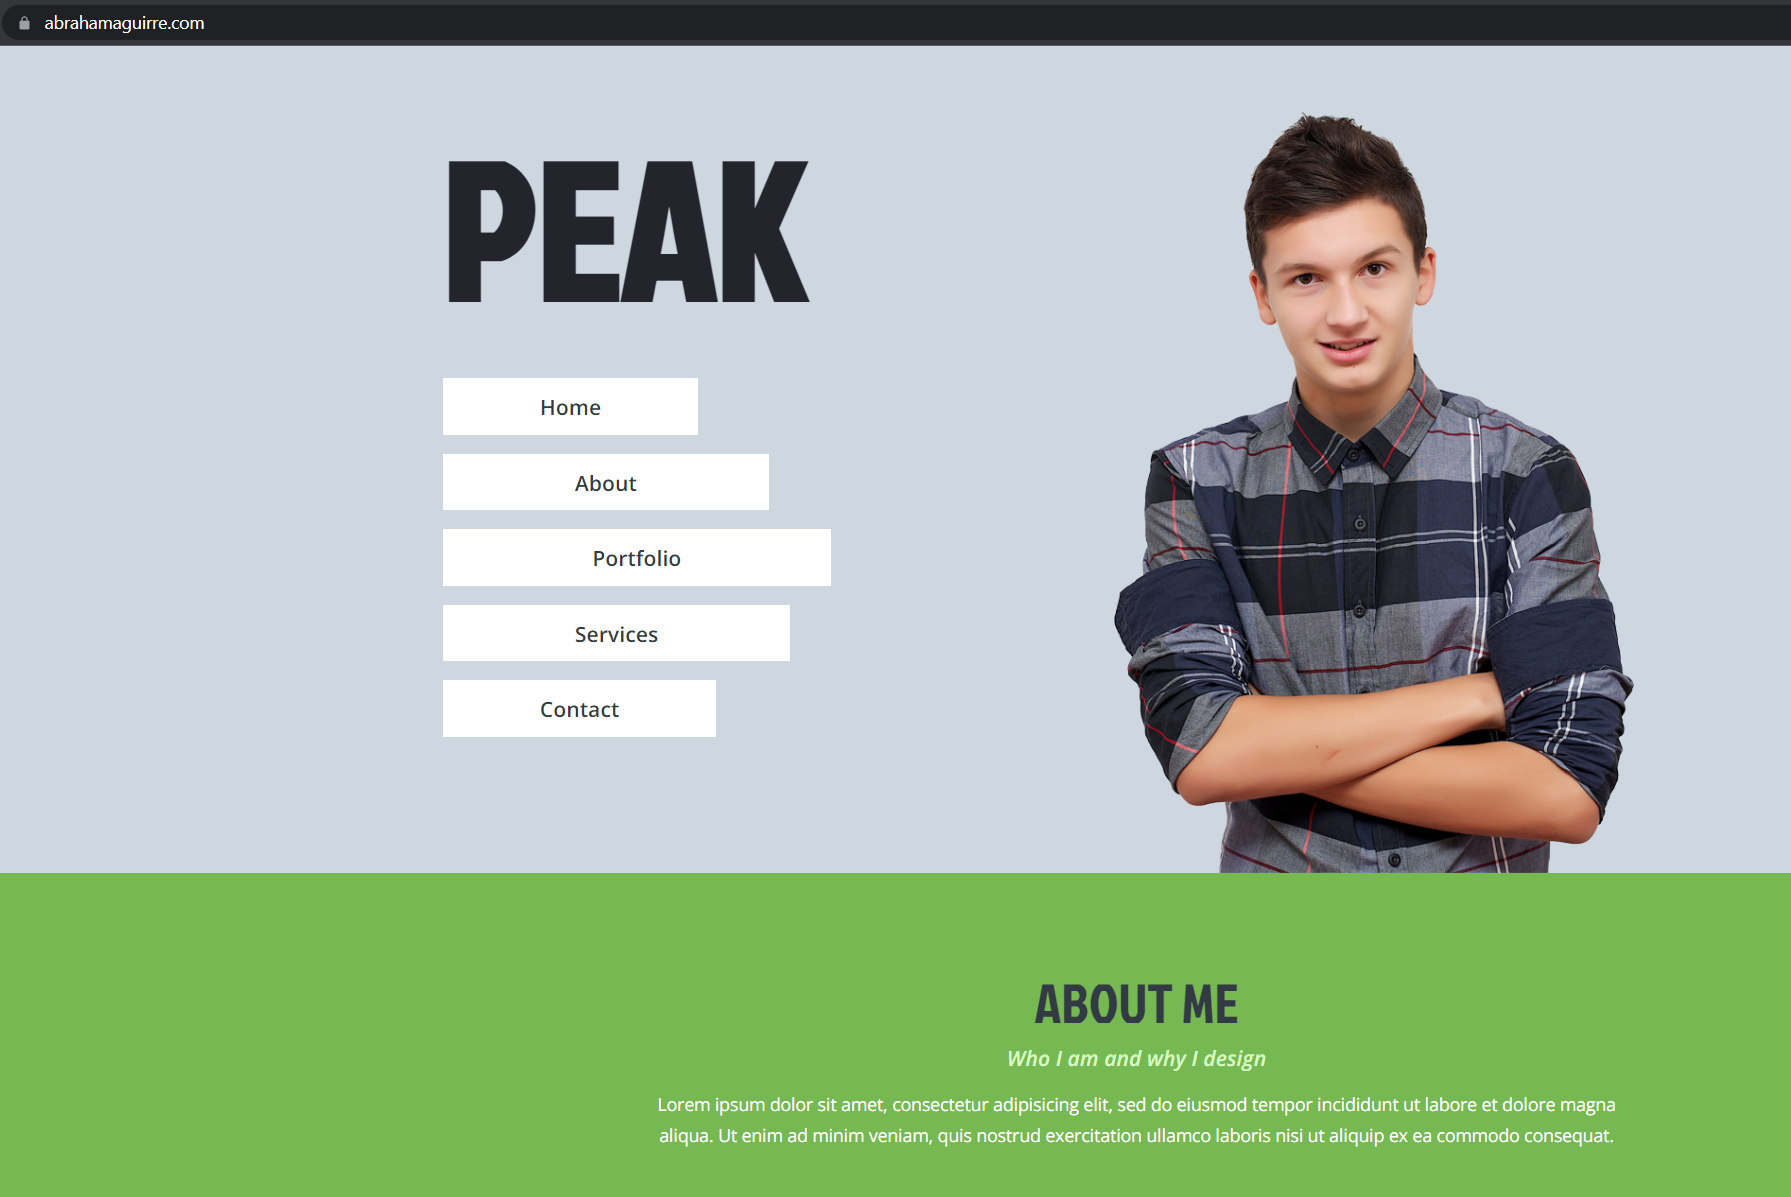 abrahamaguirre.com
PEAK
Home
About
Portfolio
Services
Contact
ABOUT ME
Who I am and why I design
Lorem ipsum dolor sit amet, consectetur adipisicing elit, sed do eiusmod tempor incididunt ut labore et dolore magna
aliqua. Ut enim ad minim veniam, quis nostrud exercitation ullamco laboris nisi ut aliquip ex ea commodo consequat.